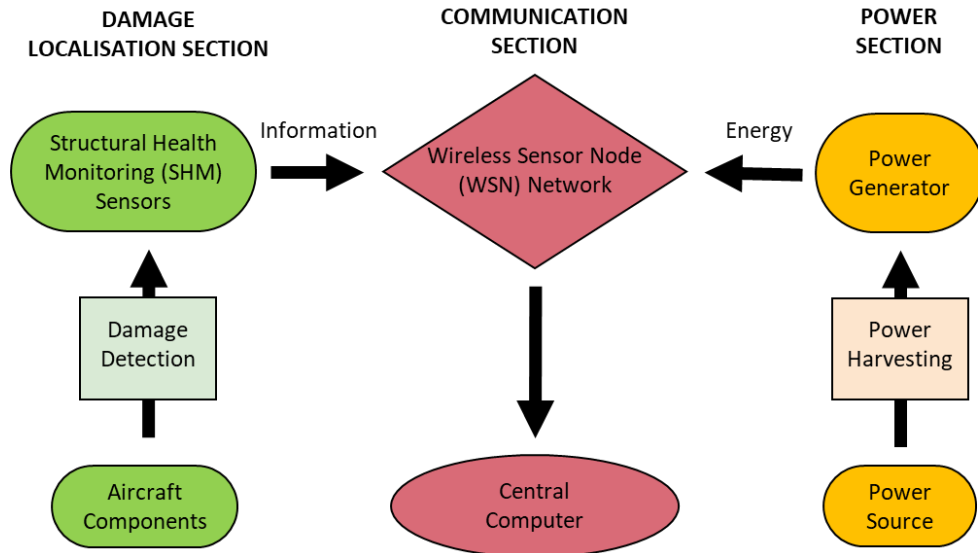 DAMAGE
LOCALISATION SECTION
COMMUNICATION
SECTION
POWER
SECTION
Structural Health
Monitoring (SHM)
Sensors
Information
Wireless Sensor Node
(WSN) Network
Energy
Power
Generator
Damage
Detection
Power
Harvesting
Aircraft
Components
Central
Computer
Power
Source